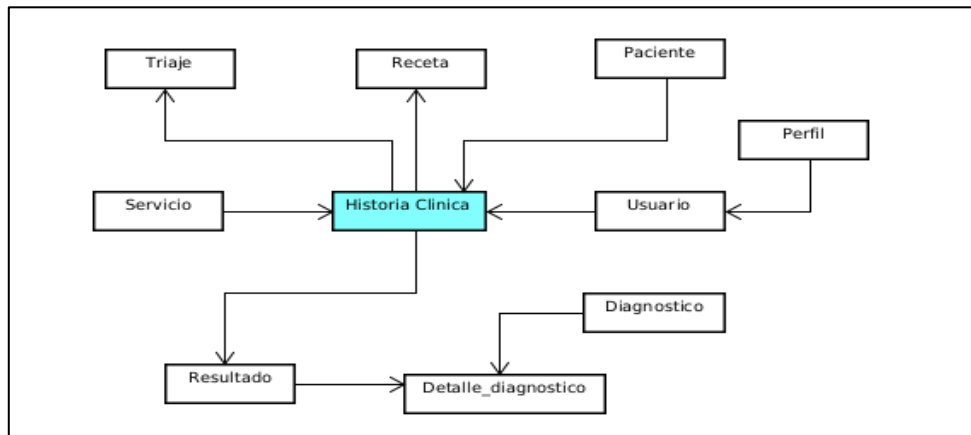 Triaje
Receta
Paciente
Perfil
Servicio
Historia Clinica
Usuario
Diagnostico
Resultado
Detalle_diagnostico